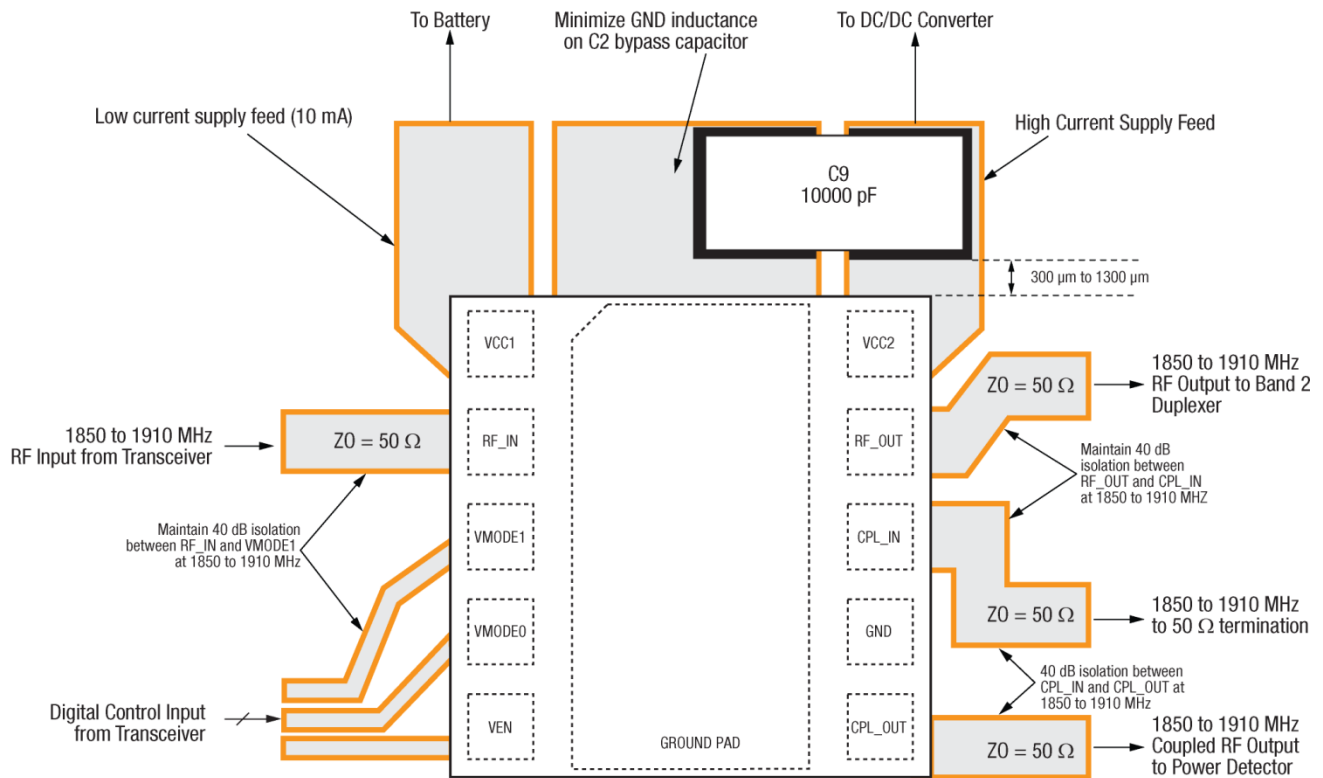 To Battery
Minimize GND inductance
on C2 bypass capacitor
To DC/DC Converter
Low current supply feed (10 mA)
High Current Supply Feed
C9
10000 pF
300 µm to 1300 µm
VCC1
VCC2
1850 to 1910 MHz
RF Input from Transceiver
ZO = 50 Ω
RF_IN
RF_OUT
ZO = 50 Ω
1850 to 1910 MHz
RF Output to Band 2
Duplexer
Maintain 40 dB isolation
between RF_IN and VMODE1
at 1850 to 1910 MHz
VMODE1
CPL_IN
Maintain 40 dB
isolation between
RF_OUT and CPL_IN
at 1850 to 1910 MHZ
VMODE0
GND
ZO = 50 Ω
1850 to 1910 MHz
to 50 Ω termination
40 dB isolation between
CPL_IN and CPL_OUT at
1850 to 1910 MHz
Digital Control Input
from Transceiver
VEN
GROUND PAD
CPL_OUT
ZO = 50 Ω
1850 to 1910 MHz
Coupled RF Output
to Power Detector